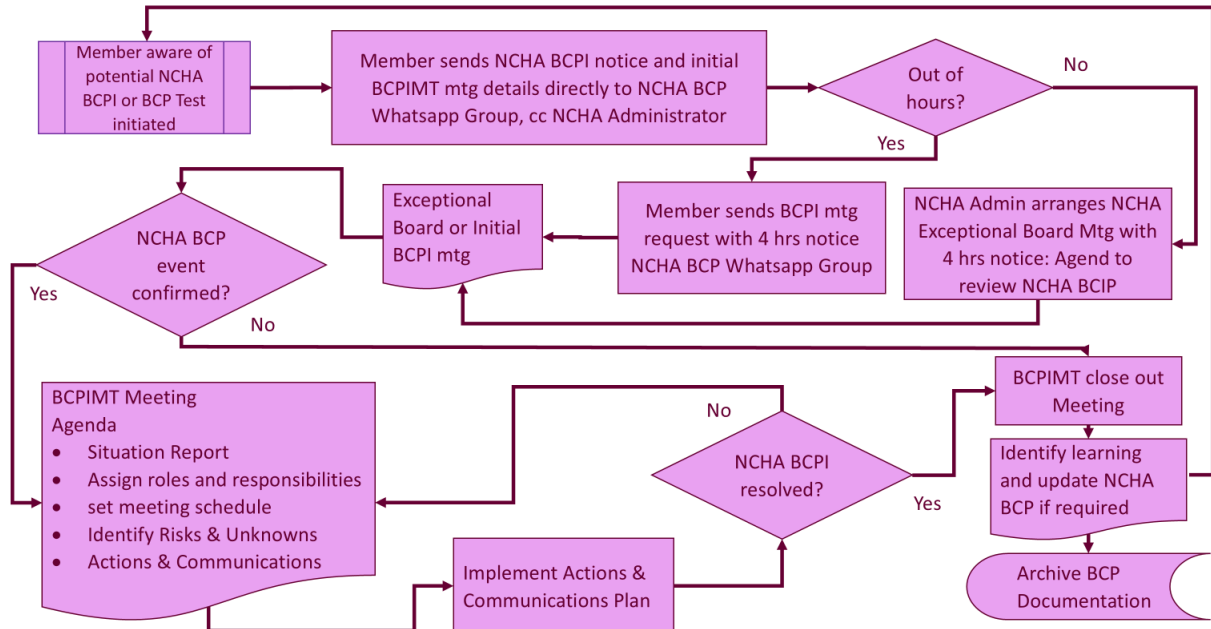 Member aware of
potential NCHA
BCPI or BCP Test
initiated
Member sends NCHA BCPI notice and initial
BCPIMT mtg details directly to NCHA BCP
Whatsapp Group, cc NCHA Administrator
Out of
hours?
No
Yes
Exceptional
Board or Initial
BCPI mtg
Member sends BCPI mtg
request with 4 hrs notice
NCHA BCP Whatsapp Group
NCHA Admin arranges NCHA
Exceptional Board Mtg with
4 hrs notice: Agend to
review NCHA BCIP
NCHA BCP
event
confirmed?
Yes
No
BCPIMT Meeting
Agenda
• Situation Report
• Assign roles and responsibilities
• set meeting schedule
• Identify Risks & Unknowns
• Actions & Communications
Implement Actions &
Communications Plan
No
NCHA BCPI
resolved?
Yes
BCPIMT close out
Meeting
Identify learning
and update NCHA
BCP if required
Archive BCP
Documentation